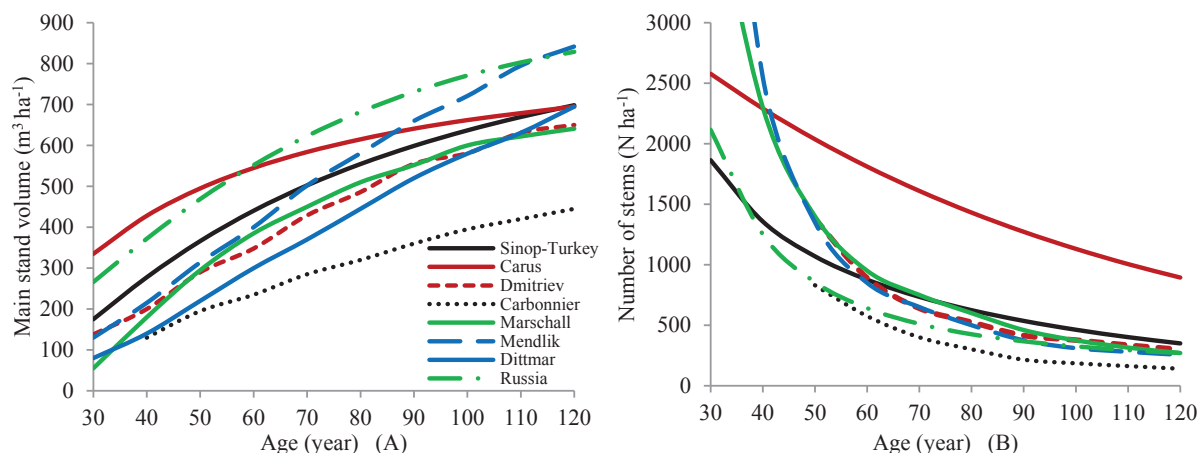 Main stand volume (m³ ha⁻¹)
900
800
700
600
500
400
300
200
100
0
30 40 50 60 70 80 90 100 110 120
Age (year) (A)
Sinop-Turkey
Carus
Dmitriev
Carbonnier
Marschall
Mendlik
Dittmar
Russia
Number of stems (N ha⁻¹)
3000
2500
2000
1500
1000
500
0
30 40 50 60 70 80 90 100 110 120
Age (year) (B)